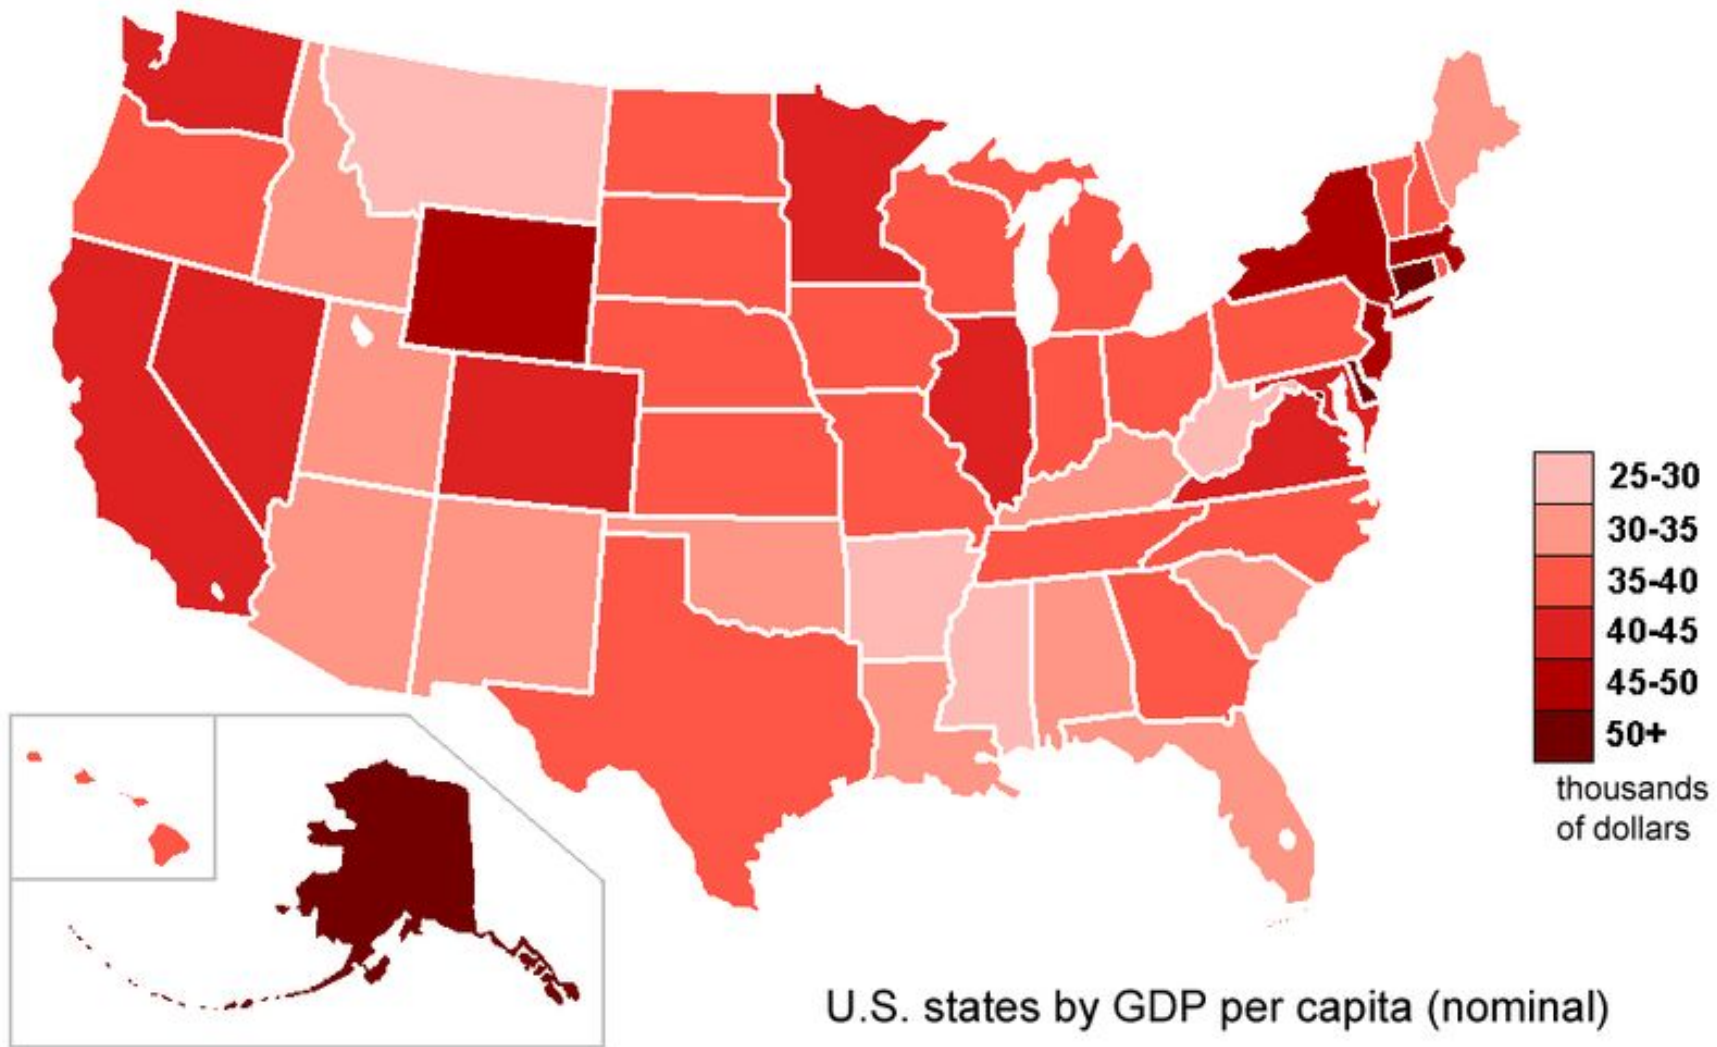 25-30
30-35
35-40
40-45
45-50
50+
thousands
of dollars
U.S. states by GDP per capita (nominal)